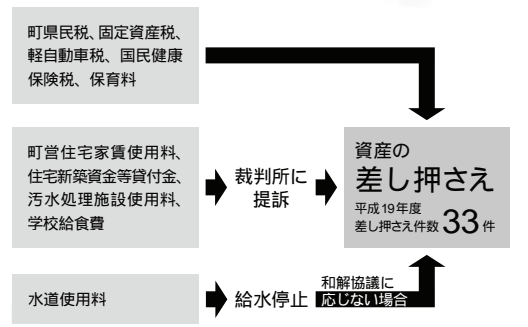 町県民税、固定資産税、
軽自動車税、国民健康
保険税、保育料
町営住宅家賃使用料、
住宅新築資金等貸付金、
汚水処理施設使用料、
学校給食費
裁判所に
提訴
資産の
差し押さえ
平成19年度
差し押さえ件数33件
水道使用料
給水停止
和解協議に
応じない場合